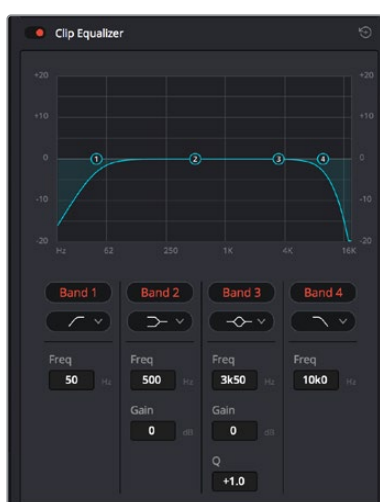 Clip Equalizer
+20 +20
+10 +10
0 1 2 3 4 0
-10 -10
-20 -20
Hz 62 250 1K 4K 16K
Band 1 Band 2 Band 3 Band 4
Freq Freq Freq Freq
50 Hz 500 Hz 3k50 Hz 10k0 Hz
Gain Gain
0 dB 0 dB
Q
+1.0